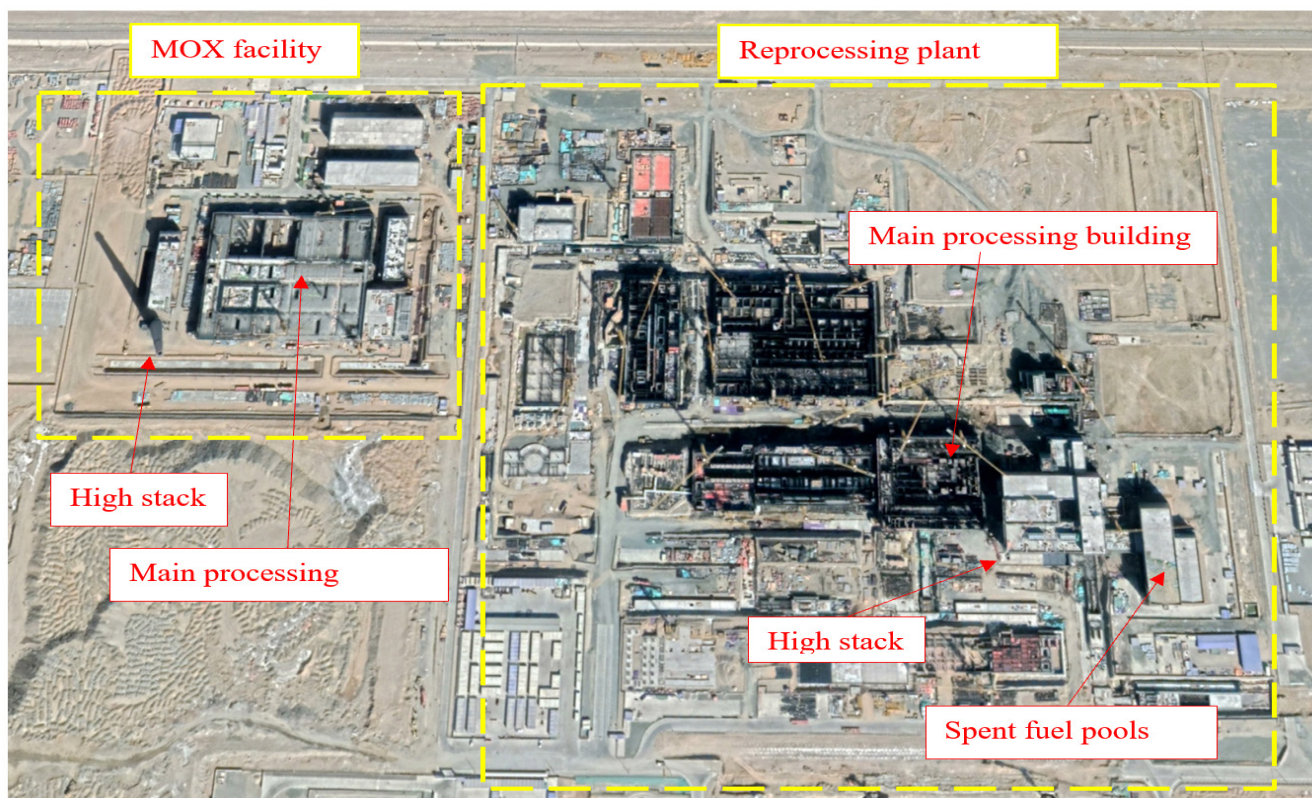 MOX facility
Reprocessing plant
Main processing building
High stack
Main processing
High stack
Spent fuel pools